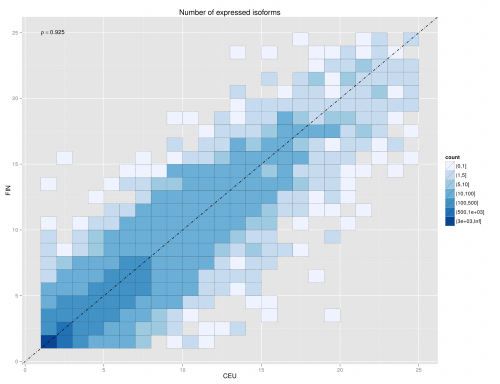 Number of expressed isoforms
ρ = 0.925
25
20
15
10
5
0
FIN
0
5
10
15
20
25
CEU
count
(0,1]
(1,5]
(5,10]
(10,100]
(100,500]
(500,1e+03]
(3e+03,Inf]